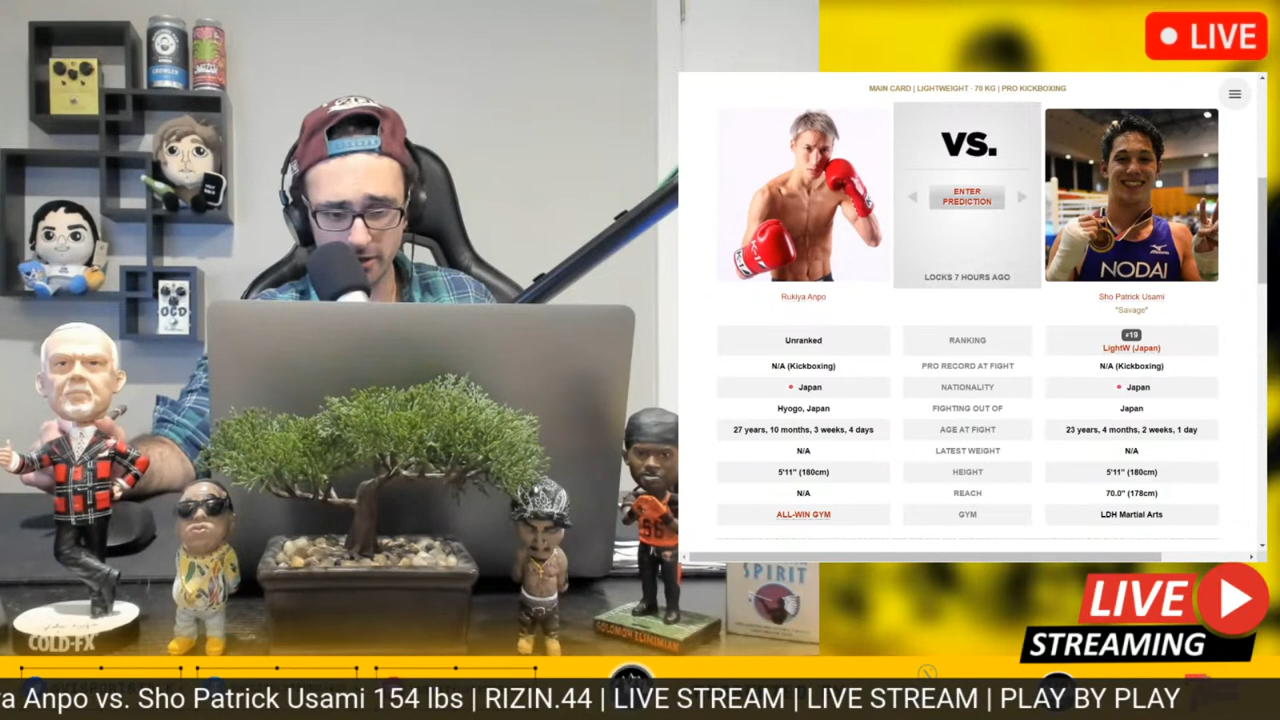 LIVE
MAIN CARD | LIGHTWEIGHT · 70 KG | PRO KICKBOXING
VS.
ENTER
PREDICTION
LOCKS 7 HOURS AGO
NODAI
Rukiya Anpo
Sho Patrick Usami
"Savage"
#19
Unranked RANKING LightW (Japan)
N/A (Kickboxing) PRO RECORD AT FIGHT N/A (Kickboxing)
Japan NATIONALITY Japan
Hyogo, Japan FIGHTING OUT OF Japan
27 years, 10 months, 3 weeks, 4 days AGE AT FIGHT 23 years, 4 months, 2 weeks, 1 day
N/A LATEST WEIGHT N/A
5'11" (180cm) HEIGHT 5'11" (180cm)
N/A REACH 70.0" (178cm)
ALL-WIN GYM GYM LDH Martial Arts
OCD
56
COLD-FX
SOLOMON ELIMIMIAN
SPIRIT
LIVE
STREAMING
a Anpo vs. Sho Patrick Usami 154 lbs | RIZIN.44 | LIVE STREAM | LIVE STREAM | PLAY BY PLAY